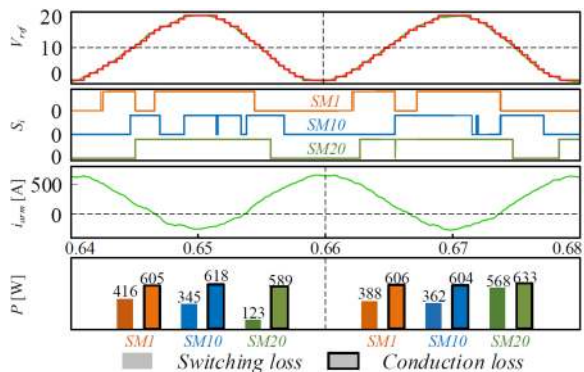 20
V_ref 10
0
S_i
0 SM1
0 SM10
0 SM20
i_arm [A]
500
0
0.64 0.65 0.66 0.67 0.68
P [W]
416 605 345 618 123 589 388 606 362 604 568 633
SM1 SM10 SM20 SM1 SM10 SM20
Switching loss Conduction loss